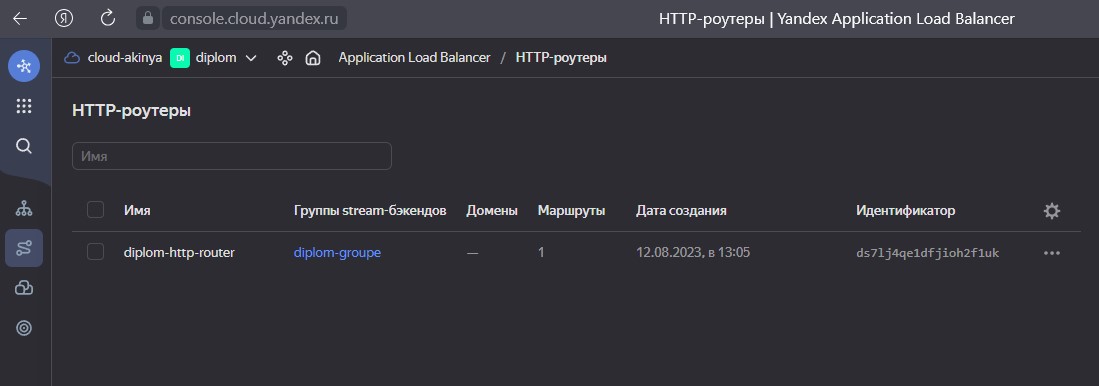 console.cloud.yandex.ru HTTP-роутеры | Yandex Application Load Balancer
cloud-akinya DI diplom Application Load Balancer / HTTP-роутеры
HTTP-роутеры
Имя
Имя Группы stream-бэкендов Домены Маршруты Дата создания Идентификатор
diplom-http-router diplom-groupe — 1 12.08.2023, в 13:05 ds7lj4qe1dfjioh2f1uk